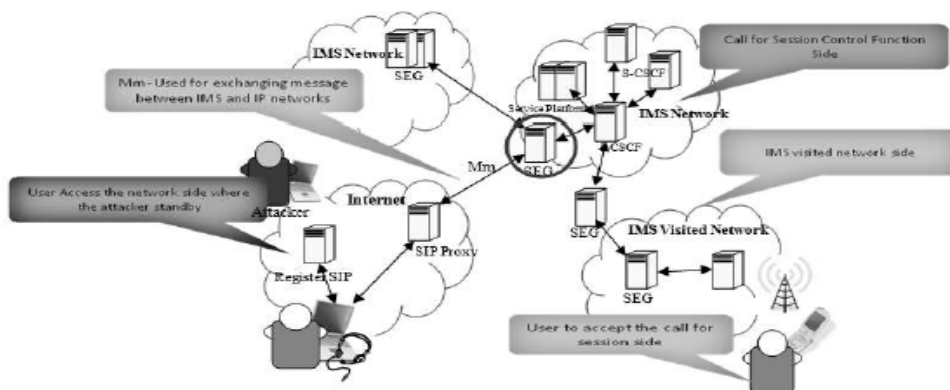 IMS Network
SEG
Mm - Used for exchanging message
between IMS and IP networks
Call for Session Control Function
Side
S-CSCF
Service Platform
IMS Network
CSCF
SEG
Mm
IMS visited network side
User Access the network side where
the attacker standby
Attacker
Internet
SIP Proxy
Register SIP
SEG
IMS Visited Network
SEG
User to accept the call for
session side